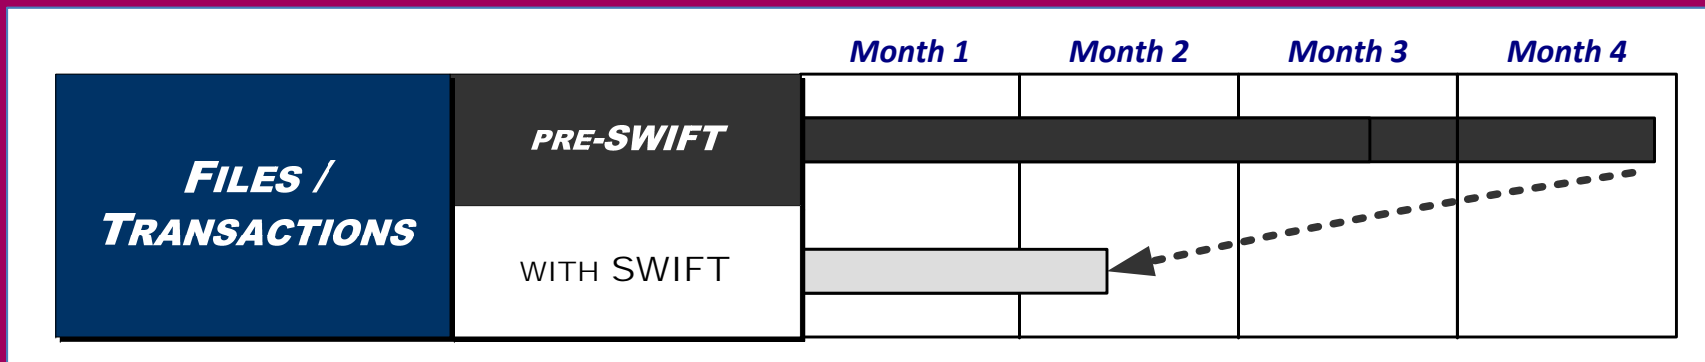 Month 1 Month 2 Month 3 Month 4
FILES /
TRANSACTIONS
PRE-SWIFT
WITH SWIFT